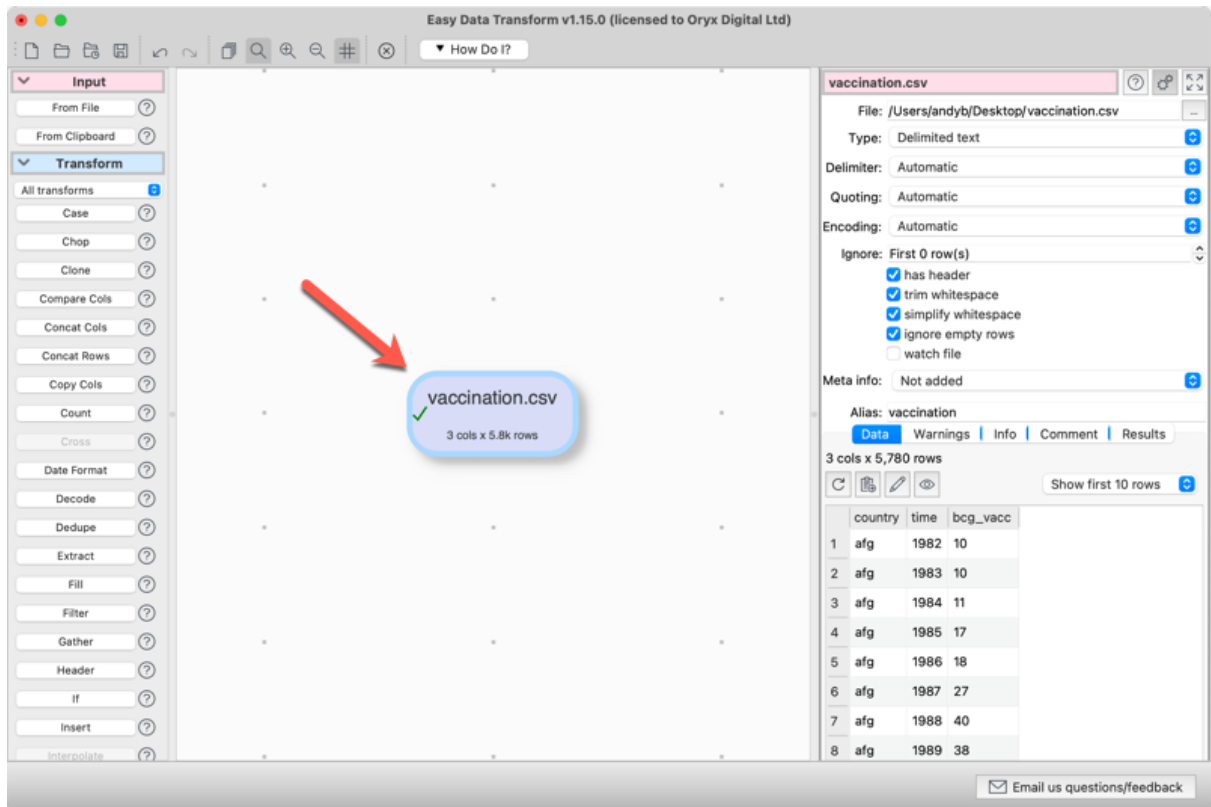 Easy Data Transform v1.15.0 (licensed to Oryx Digital Ltd)
▼ How Do I?
Input
From File ?
From Clipboard ?
Transform
All transforms
Case ?
Chop ?
Clone ?
Compare Cols ?
Concat Cols ?
Concat Rows ?
Copy Cols ?
Count ?
Cross ?
Date Format ?
Decode ?
Dedupe ?
Extract ?
Fill ?
Filter ?
Gather ?
Header ?
If ?
Insert ?
Interpolate ?
vaccination.csv
3 cols x 5.8k rows
vaccination.csv ?
File: /Users/andyb/Desktop/vaccination.csv ...
Type: Delimited text
Delimiter: Automatic
Quoting: Automatic
Encoding: Automatic
Ignore: First 0 row(s)
has header
trim whitespace
simplify whitespace
ignore empty rows
watch file
Meta info: Not added
Alias: vaccination
Data Warnings Info Comment Results
3 cols x 5,780 rows
Show first 10 rows
country time bcg_vacc
1 afg 1982 10
2 afg 1983 10
3 afg 1984 11
4 afg 1985 17
5 afg 1986 18
6 afg 1987 27
7 afg 1988 40
8 afg 1989 38
Email us questions/feedback